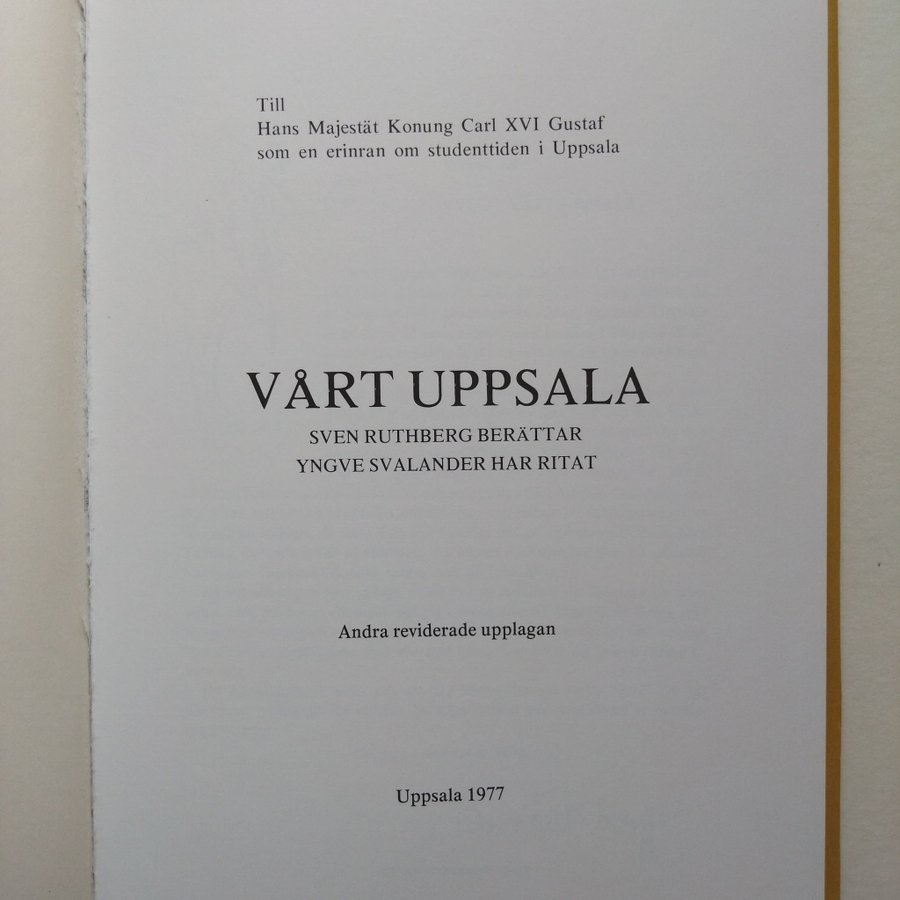 Till
Hans Majestät Konung Carl XVI Gustaf
som en erinran om studenttiden i Uppsala
VÅRT UPPSALA
SVEN RUTHBERG BERÄTTAR
YNGVE SVALANDER HAR RITAT
Andra reviderade upplagan
Uppsala 1977